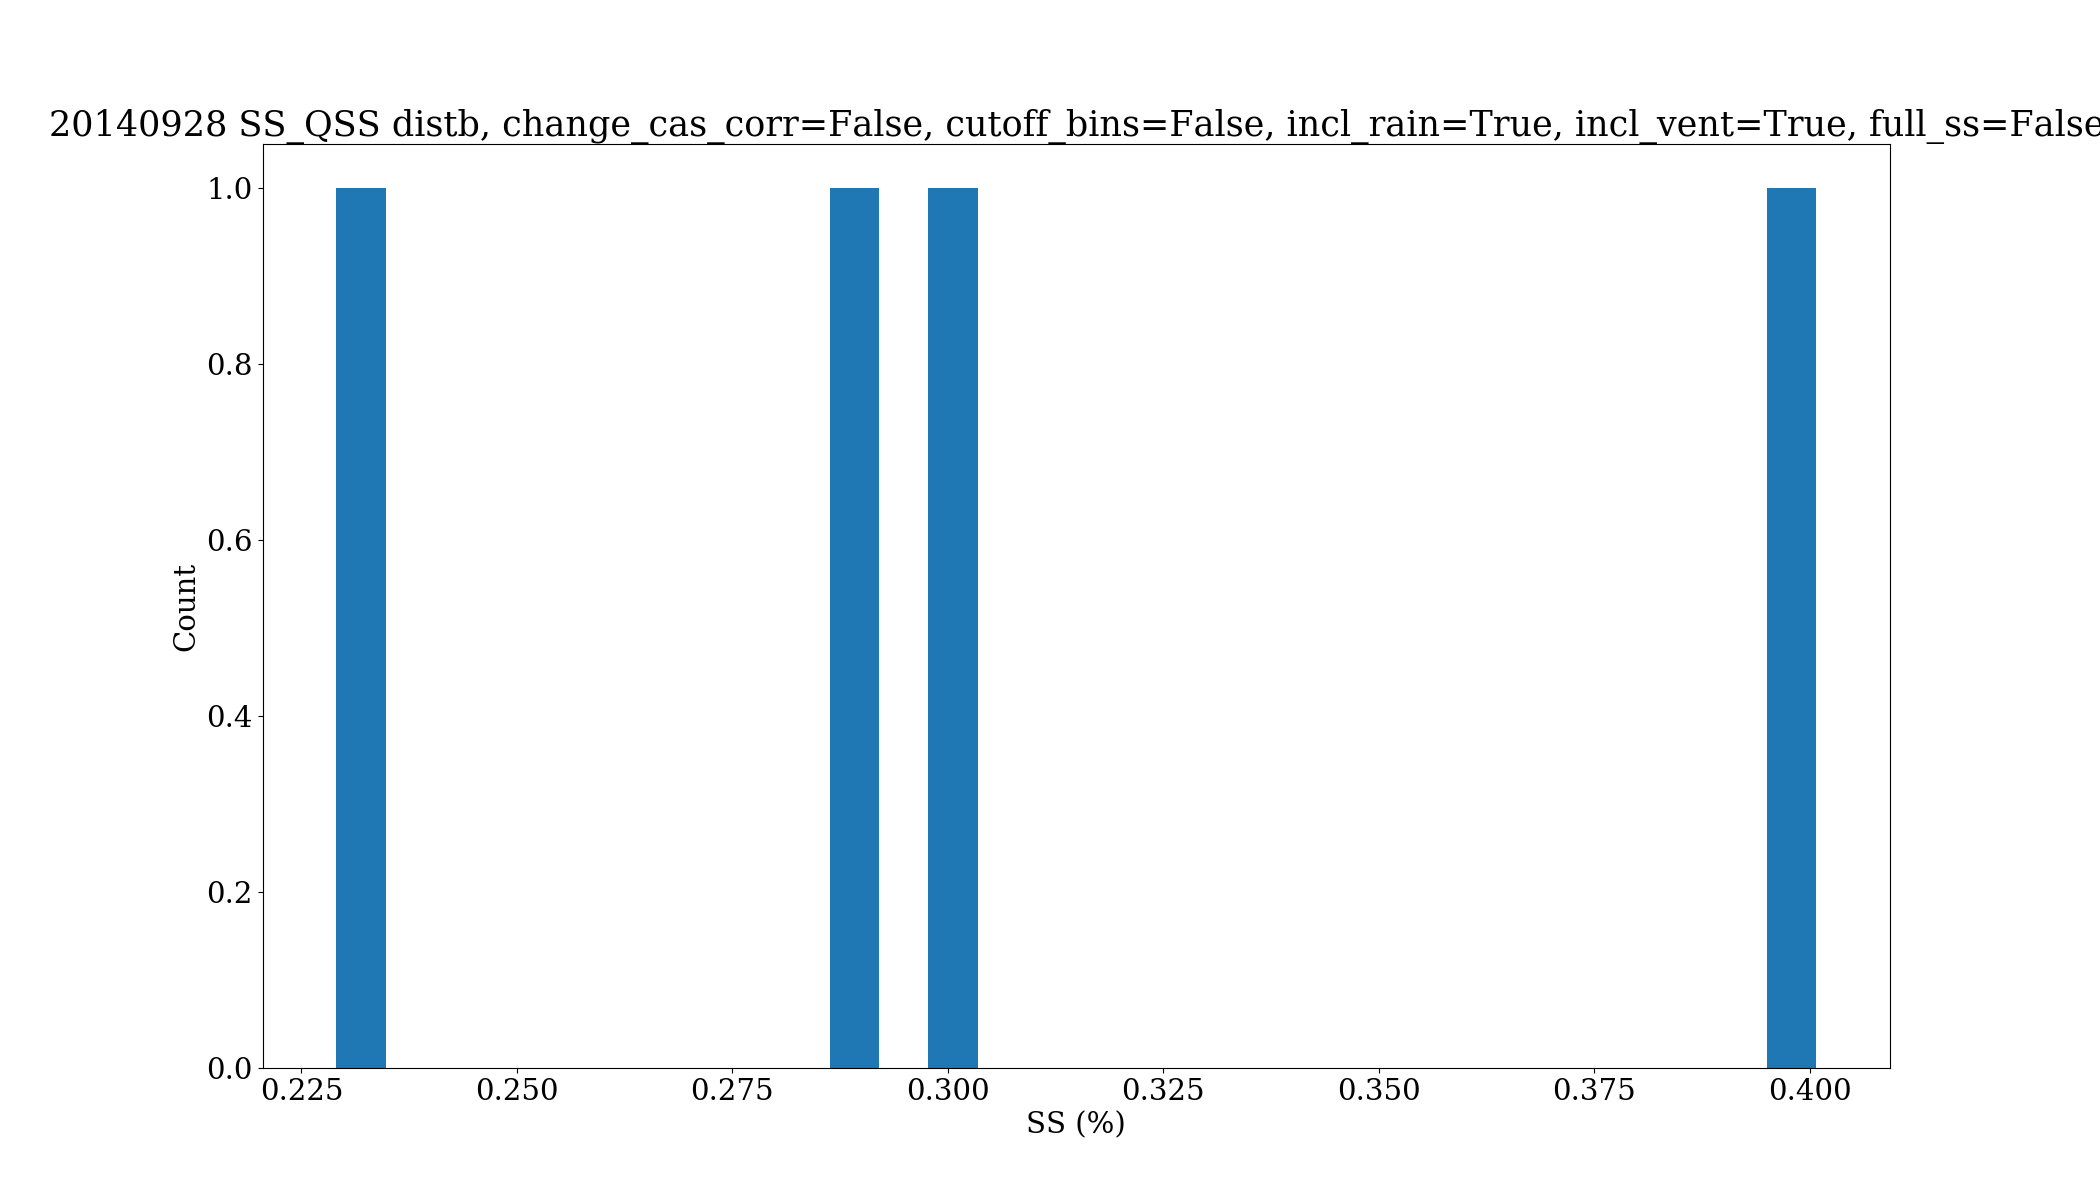 20140928 SS_QSS distb, change_cas_corr=False, cutoff_bins=False, incl_rain=True, incl_vent=True, full_ss=False
1.0
0.8
0.6
0.4
0.2
0.0
Count
0.225 0.250 0.275 0.300 0.325 0.350 0.375 0.400
SS (%)